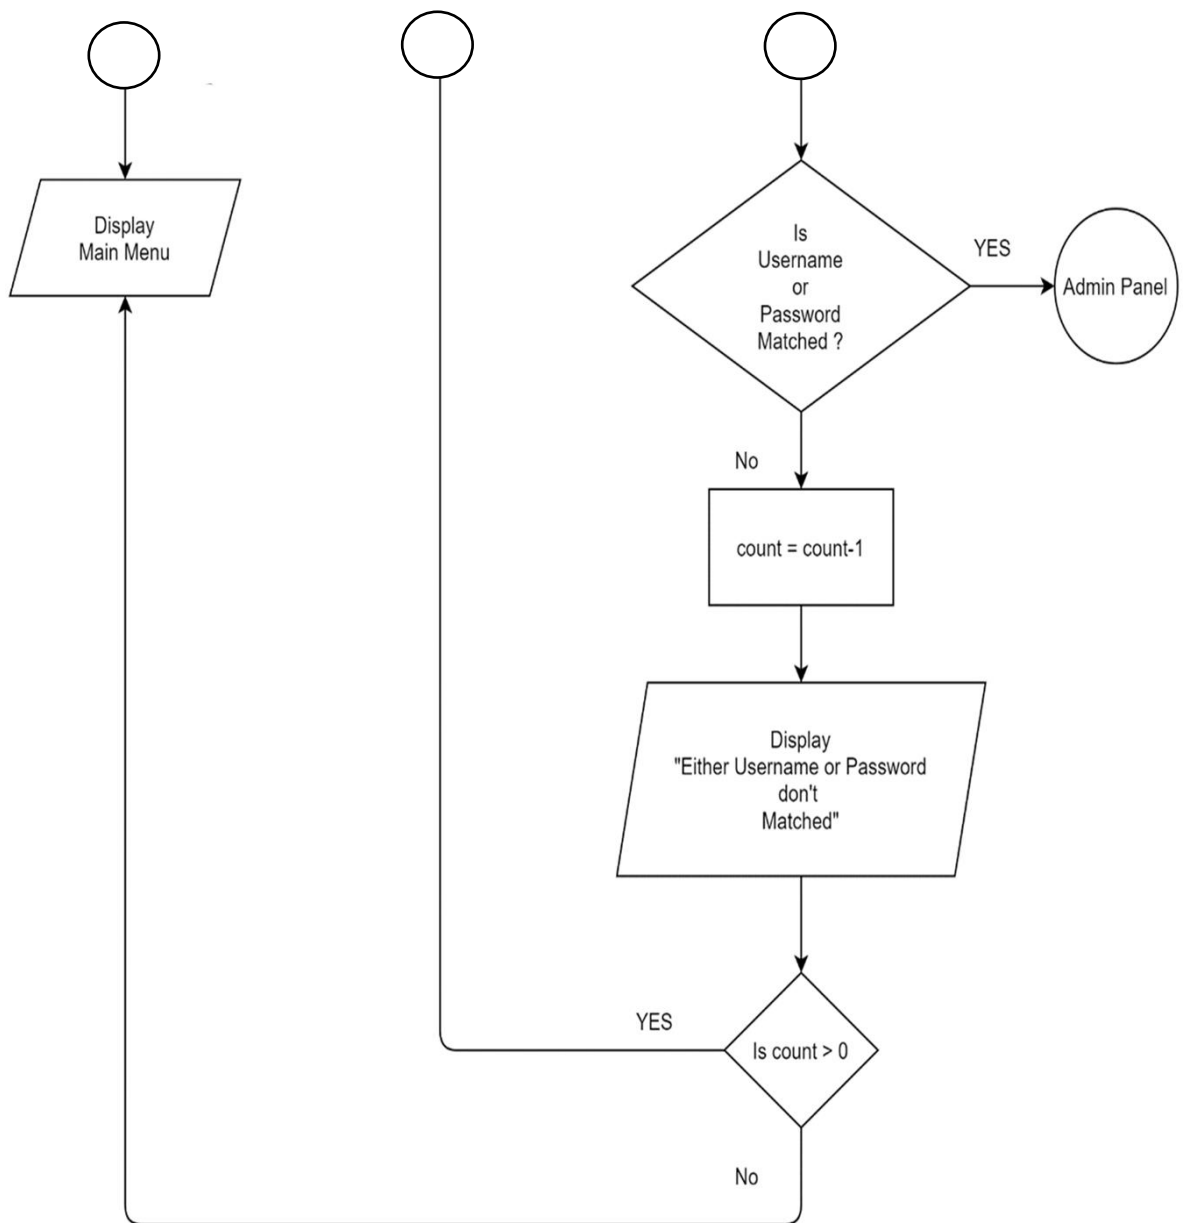 Display
Main Menu
Is
Username
or
Password
Matched ?
YES
Admin Panel
No
count = count-1
Display
"Either Username or Password
don't
Matched"
YES
Is count > 0
No